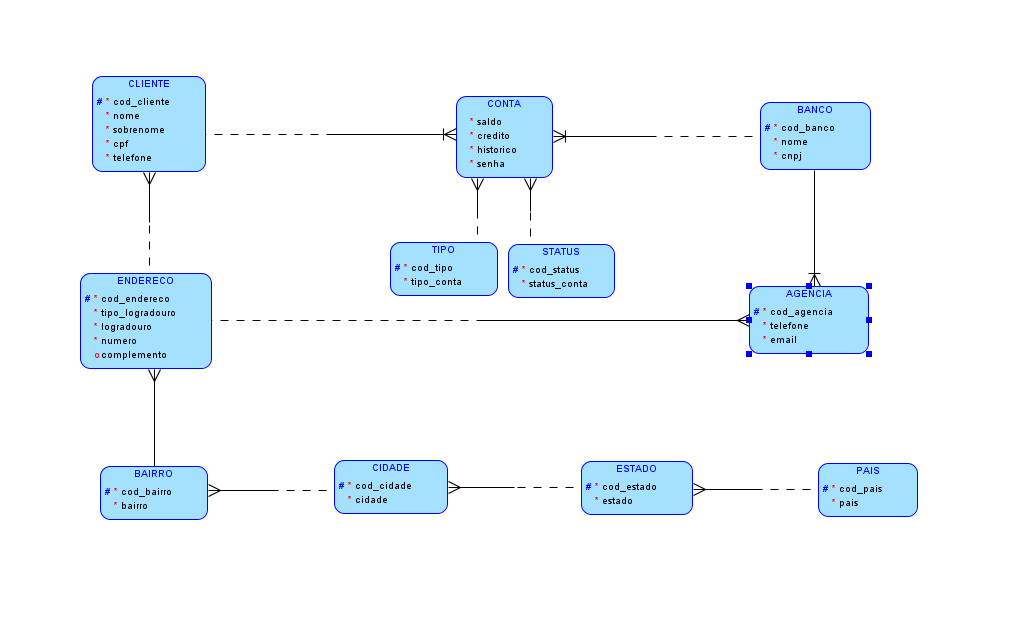 CLIENTE
# * cod_cliente
* nome
* sobrenome
* cpf
* telefone
CONTA
* saldo
* credito
* historico
* senha
BANCO
# * cod_banco
* nome
* cnpj
TIPO
# * cod_tipo
* tipo_conta
STATUS
# * cod_status
* status_conta
ENDERECO
# * cod_endereco
* tipo_logradouro
* logradouro
* numero
o complemento
AGENCIA
# * cod_agencia
* telefone
* email
BAIRRO
# * cod_bairro
* bairro
CIDADE
# * cod_cidade
* cidade
ESTADO
# * cod_estado
* estado
PAIS
# * cod_pais
* pais